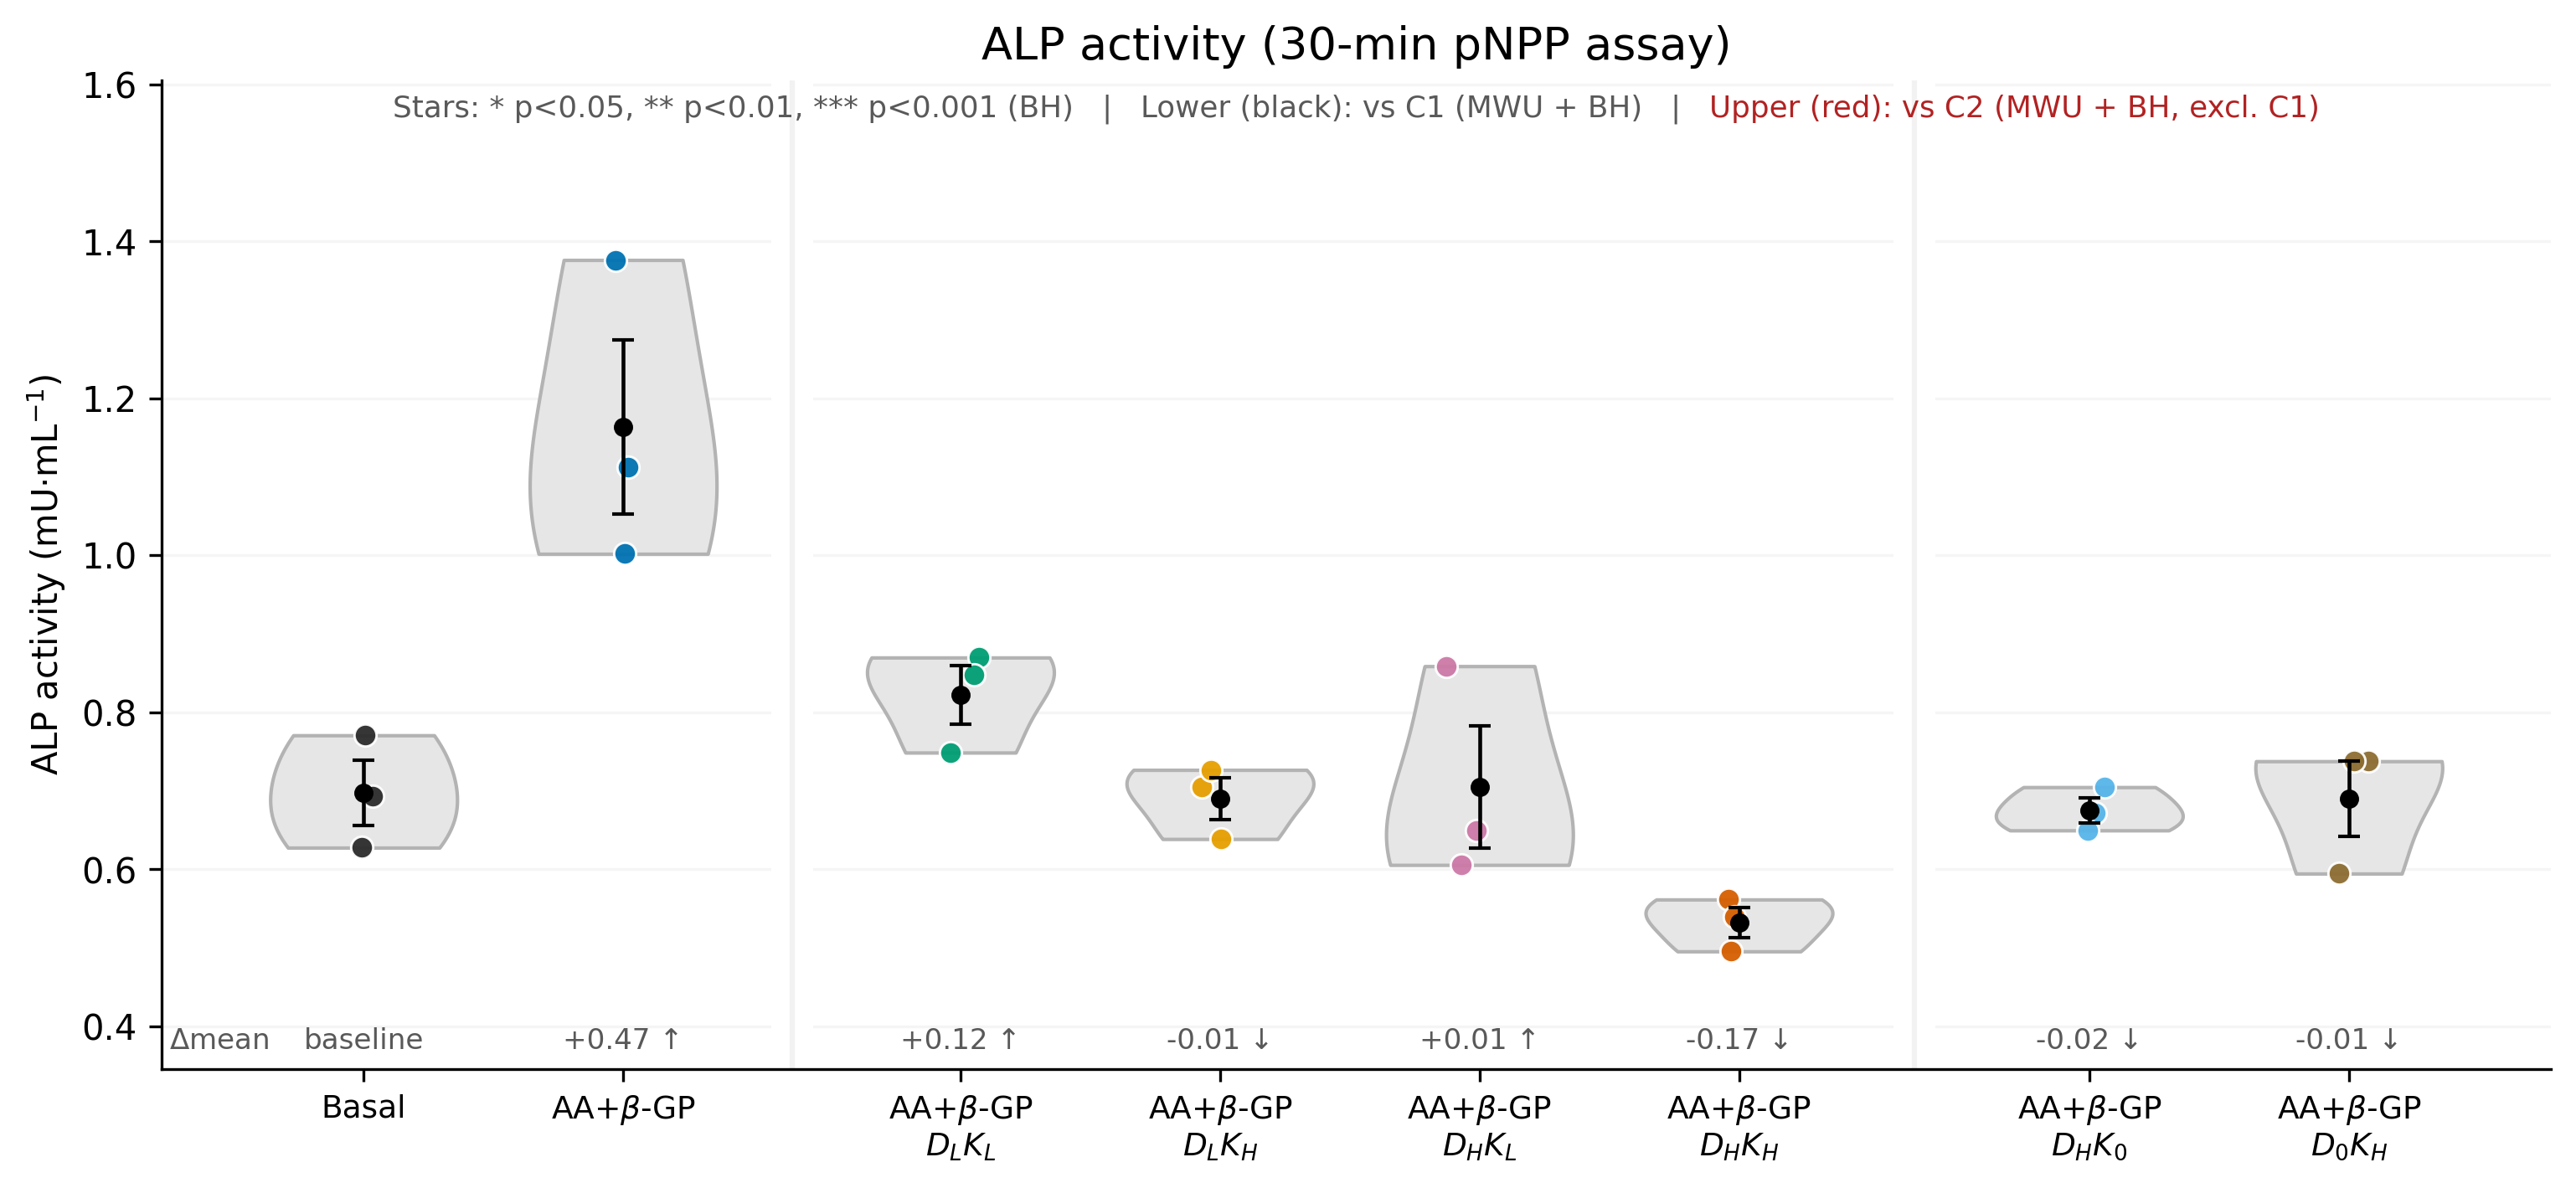 ALP activity (30-min pNPP assay)
Stars: * p<0.05, ** p<0.01, *** p<0.001 (BH) | Lower (black): vs C1 (MWU + BH) | Upper (red): vs C2 (MWU + BH, excl. C1)
ALP activity (mU·mL⁻¹)
1.6
1.4
1.2
1.0
0.8
0.6
0.4
Δmean baseline +0.47 ↑ +0.12 ↑ -0.01 ↓ +0.01 ↑ -0.17 ↓ -0.02 ↓ -0.01 ↓
Basal AA+β-GP AA+β-GP AA+β-GP AA+β-GP AA+β-GP AA+β-GP AA+β-GP
D_LK_L D_LK_H D_HK_L D_HK_H D_HK_0 D_0K_H